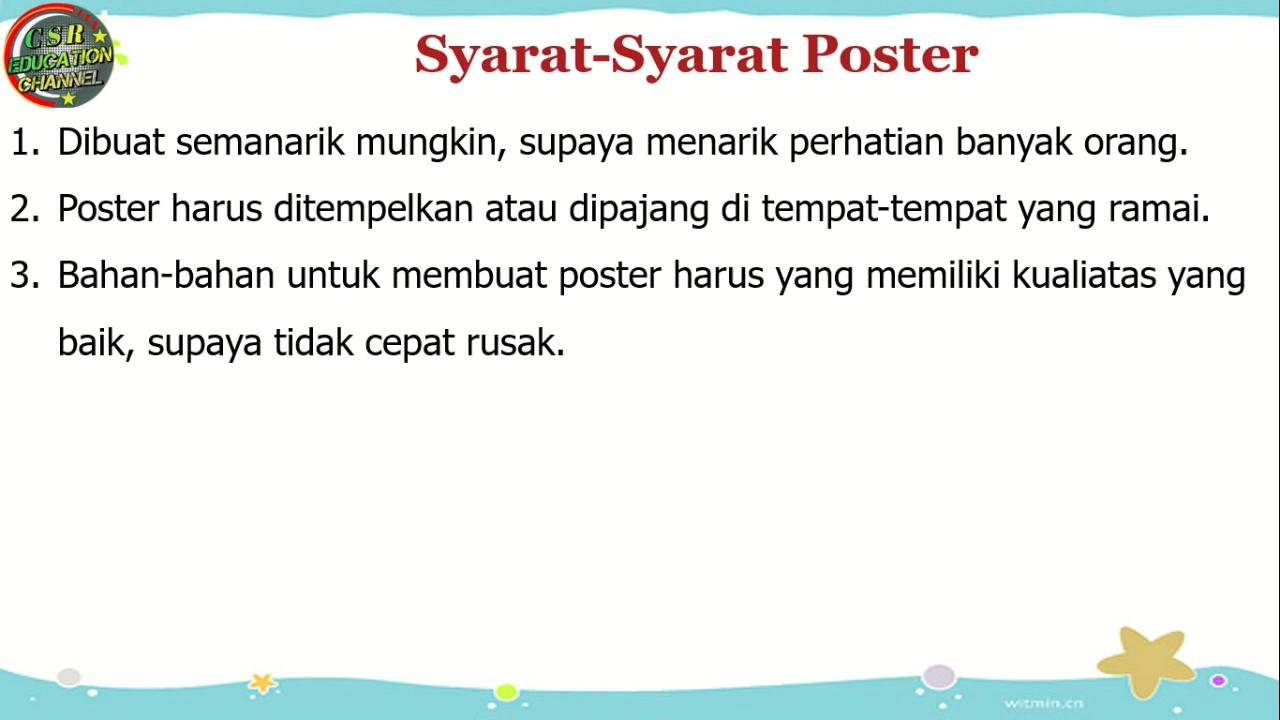 CSR
EDUCATION
CHANNEL
Syarat-Syarat Poster
1. Dibuat semanarik mungkin, supaya menarik perhatian banyak orang.
2. Poster harus ditempelkan atau dipajang di tempat-tempat yang ramai.
3. Bahan-bahan untuk membuat poster harus yang memiliki kualiatas yang
baik, supaya tidak cepat rusak.
witmin.cn